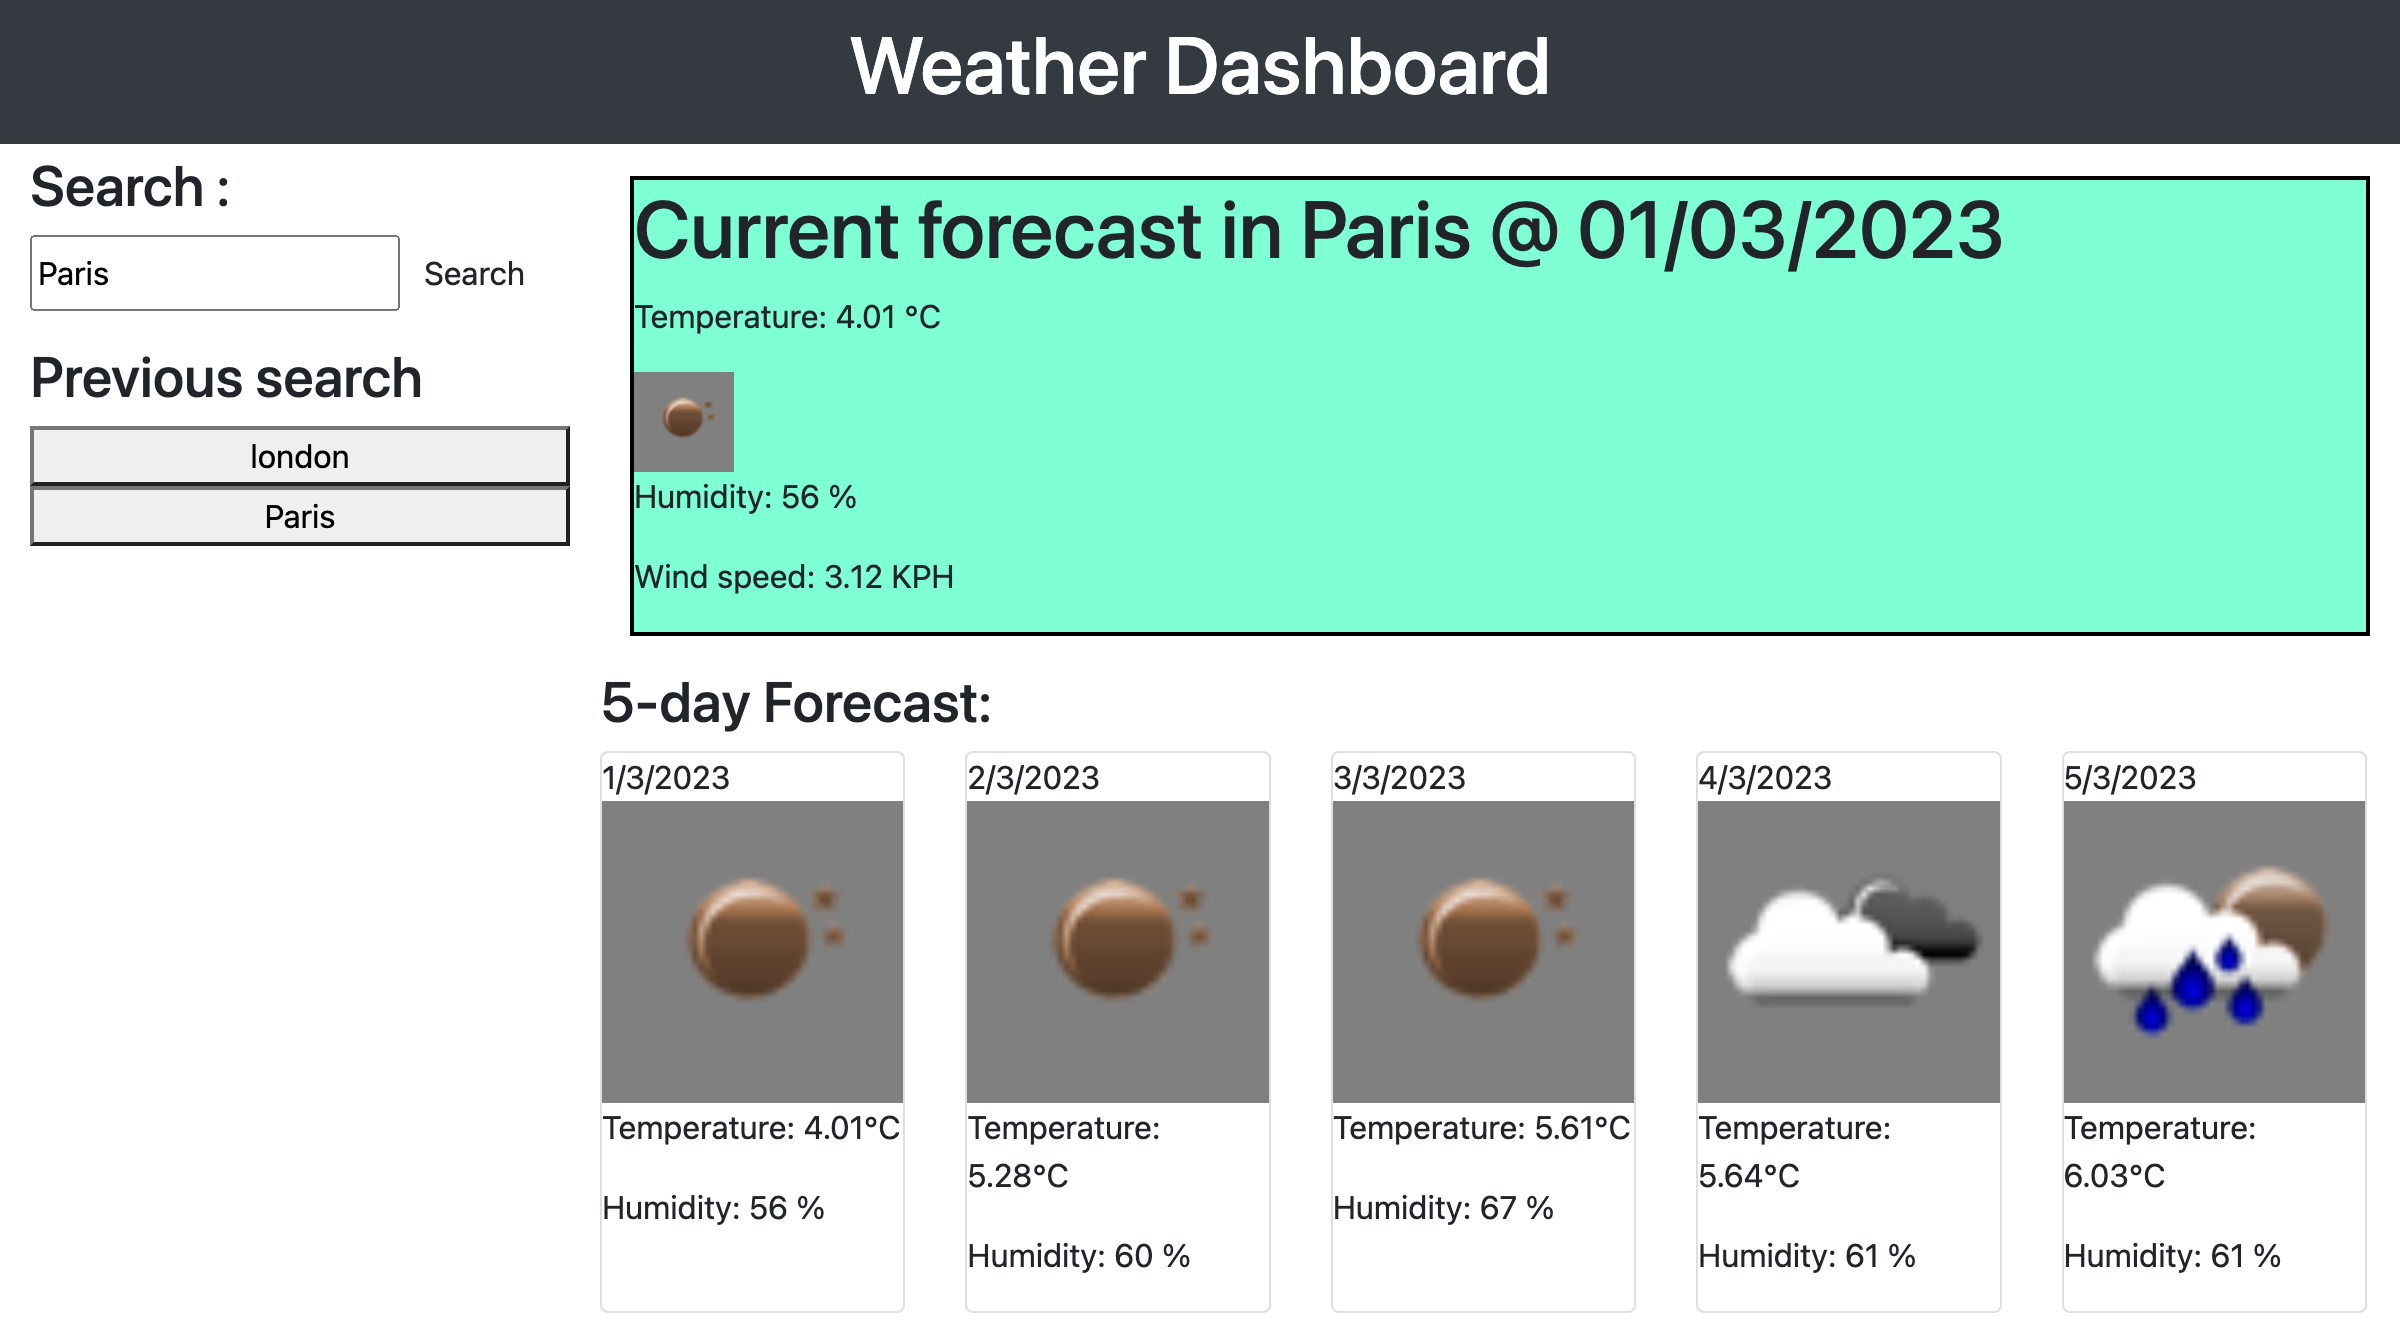 Weather Dashboard
Search :
Paris
Search
Previous search
london
Paris
Current forecast in Paris @ 01/03/2023
Temperature: 4.01 °C
Humidity: 56 %
Wind speed: 3.12 KPH
5-day Forecast:
1/3/2023
Temperature: 4.01°C
Humidity: 56 %
2/3/2023
Temperature:
5.28°C
Humidity: 60 %
3/3/2023
Temperature: 5.61°C
Humidity: 67 %
4/3/2023
Temperature:
5.64°C
Humidity: 61 %
5/3/2023
Temperature:
6.03°C
Humidity: 61 %